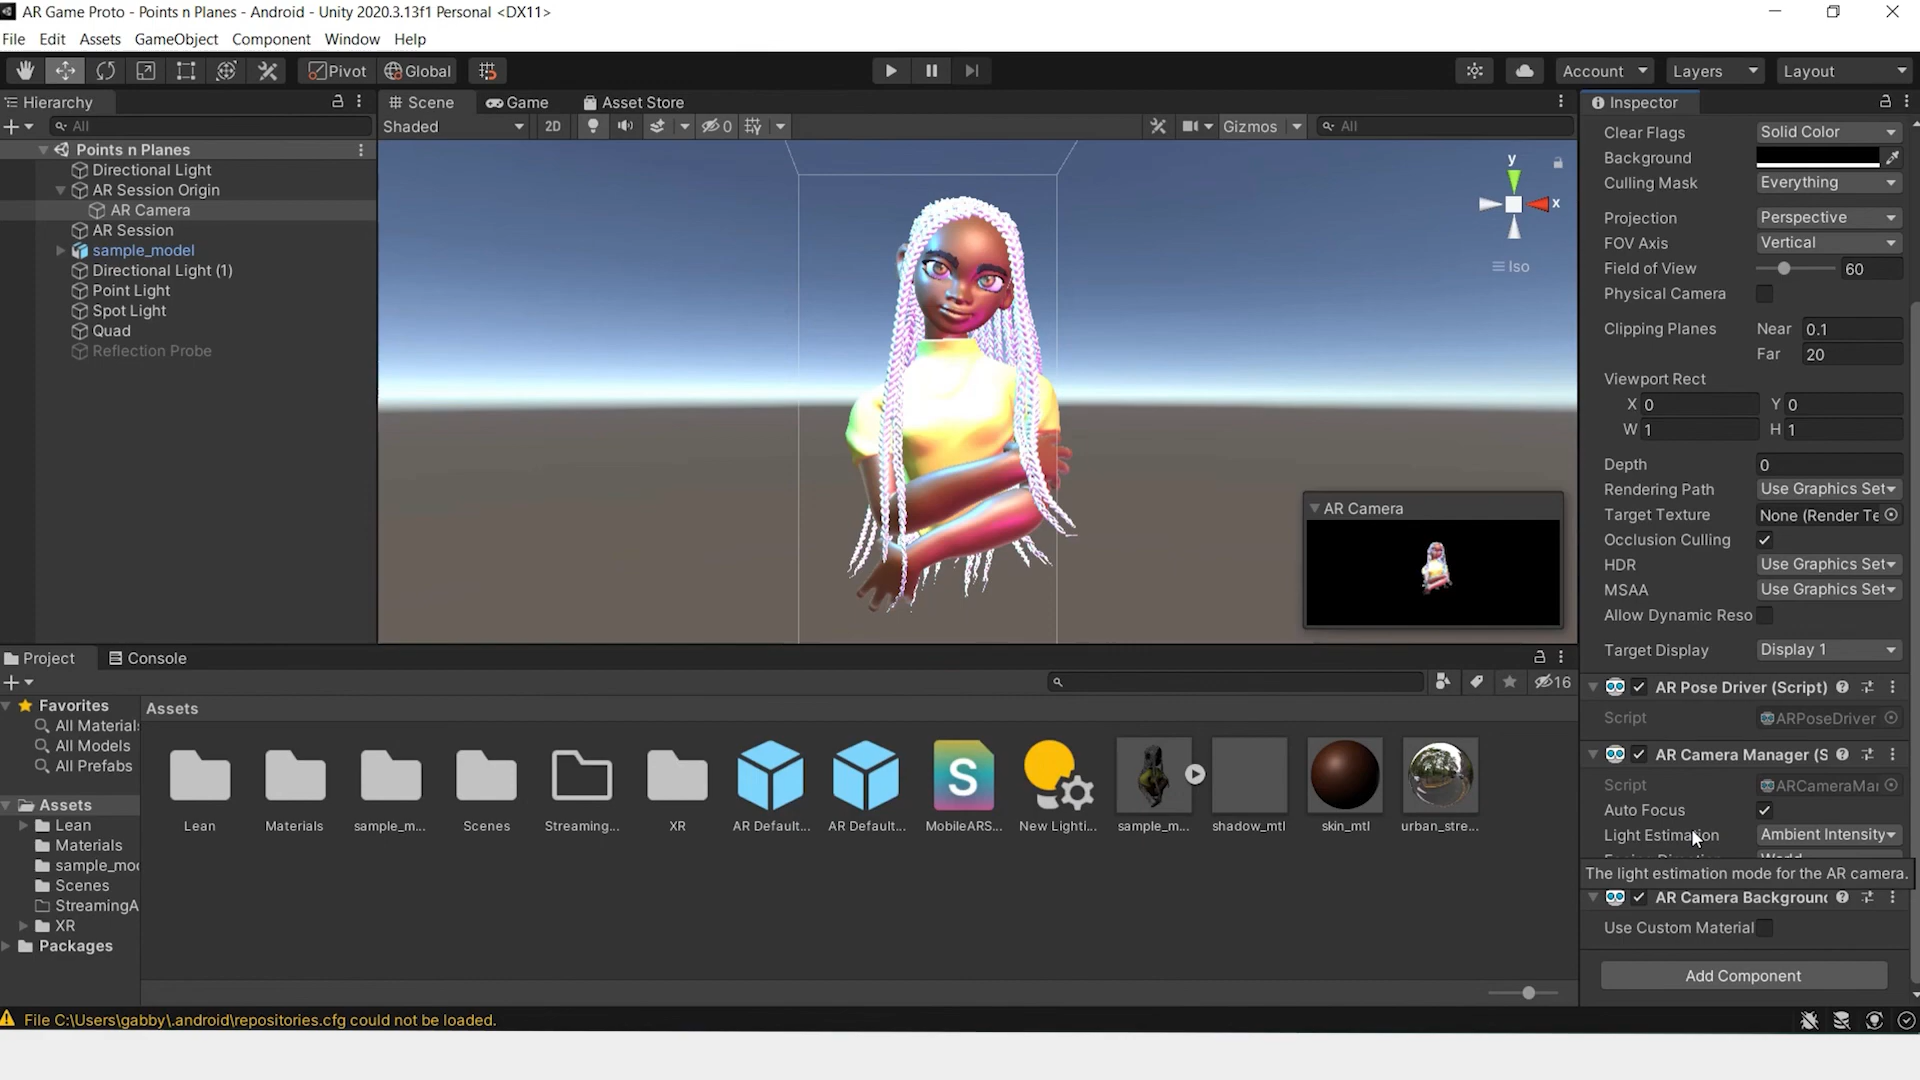 AR Game Proto - Points n Planes - Android - Unity 2020.3.13f1 Personal <DX11>
File Edit Assets GameObject Component Window Help
Pivot Global Account Layers Layout
Hierarchy
All
Points n Planes
Directional Light
AR Session Origin
AR Camera
AR Session
sample_model
Directional Light (1)
Point Light
Spot Light
Quad
Reflection Probe
Scene Game Asset Store
Shaded 2D 0 Gizmos All
y
x
Iso
AR Camera
Inspector
Clear Flags Solid Color
Background
Culling Mask Everything
Projection Perspective
FOV Axis Vertical
Field of View 60
Physical Camera
Clipping Planes Near 0.1
Far 20
Viewport Rect
X 0 Y 0
W 1 H 1
Depth 0
Rendering Path Use Graphics Set
Target Texture None (Render Te
Occlusion Culling
HDR Use Graphics Set
MSAA Use Graphics Set
Allow Dynamic Reso
Target Display Display 1
AR Pose Driver (Script)
Script ARPoseDriver
AR Camera Manager (S
Script ARCameraMa
Auto Focus
Light Estimation Ambient Intensity
The light estimation mode for the AR camera.
AR Camera Background
Use Custom Material
Add Component
Project Console
16
Favorites
All Materials
All Models
All Prefabs
Assets
Lean
Materials
sample_mo
Scenes
StreamingA
XR
Packages
Assets
Lean Materials sample_m... Scenes Streaming... XR AR Default... AR Default... MobileARS... New Lighti... sample_m... shadow_mtl skin_mtl urban_stre...
S
File C:\Users\gabby\.android\repositories.cfg could not be loaded.